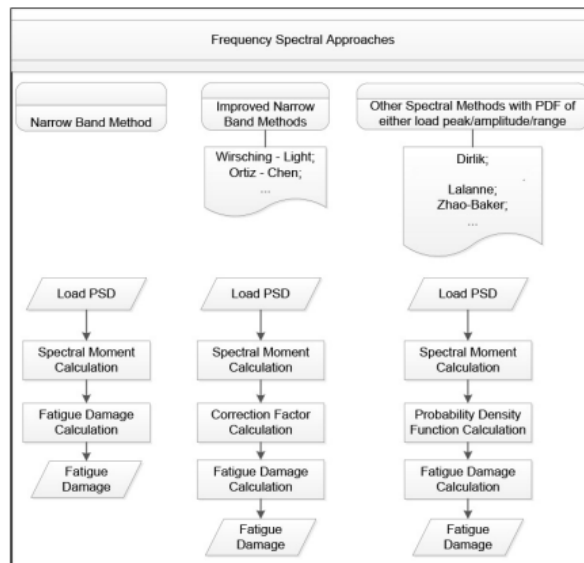 Frequency Spectral Approaches
Narrow Band Method
Improved Narrow
Band Methods
Wirsching - Light;
Ortiz - Chen;
...
Other Spectral Methods with PDF of
either load peak/amplitude/range
Dirlik;
Lalanne;
Zhao-Baker;
...
Load PSD
Spectral Moment
Calculation
Fatigue Damage
Calculation
Fatigue
Damage
Load PSD
Spectral Moment
Calculation
Correction Factor
Calculation
Fatigue Damage
Calculation
Fatigue
Damage
Load PSD
Spectral Moment
Calculation
Probability Density
Function Calculation
Fatigue Damage
Calculation
Fatigue
Damage